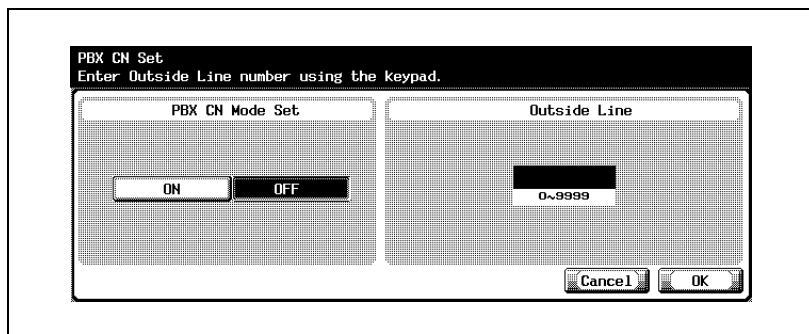 PBX CN Set
Enter Outside Line number using the keypad.
PBX CN Mode Set
Outside Line
ON
OFF
0~9999
Cancel
OK